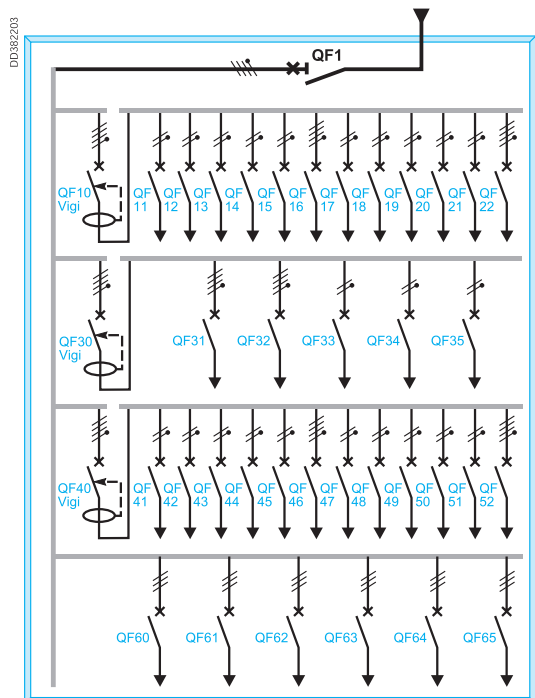 DD382203
QF1
QF10
Vigi
QF
11
QF
12
QF
13
QF
14
QF
15
QF
16
QF
17
QF
18
QF
19
QF
20
QF
21
QF
22
QF30
Vigi
QF31
QF32
QF33
QF34
QF35
QF40
Vigi
QF
41
QF
42
QF
43
QF
44
QF
45
QF
46
QF
47
QF
48
QF
49
QF
50
QF
51
QF
52
QF60
QF61
QF62
QF63
QF64
QF65